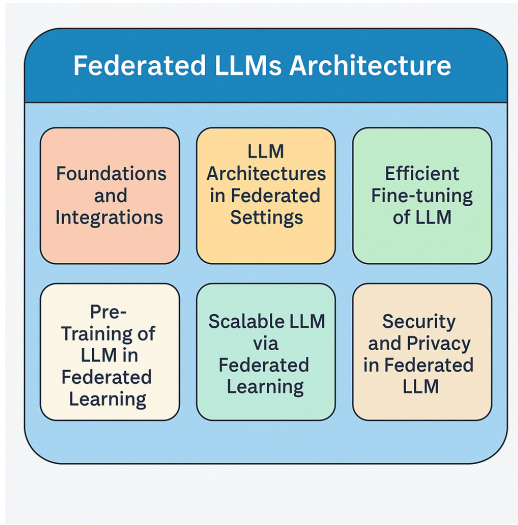 Federated LLMs Architecture
Foundations
and
Integrations
LLM
Architectures
in Federated
Settings
Efficient
Fine-tuning
of LLM
Pre-
Training of
LLM in
Federated
Learning
Scalable LLM
via
Federated
Learning
Security
and Privacy
in Federated
LLM